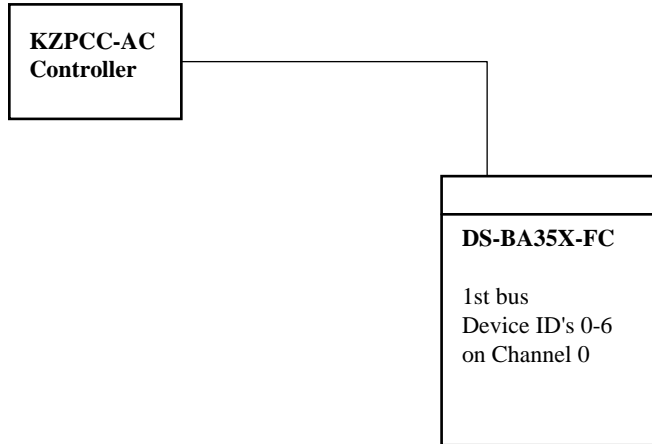 KZPCC-AC
Controller
DS-BA35X-FC
1st bus
Device ID's 0-6
on Channel 0